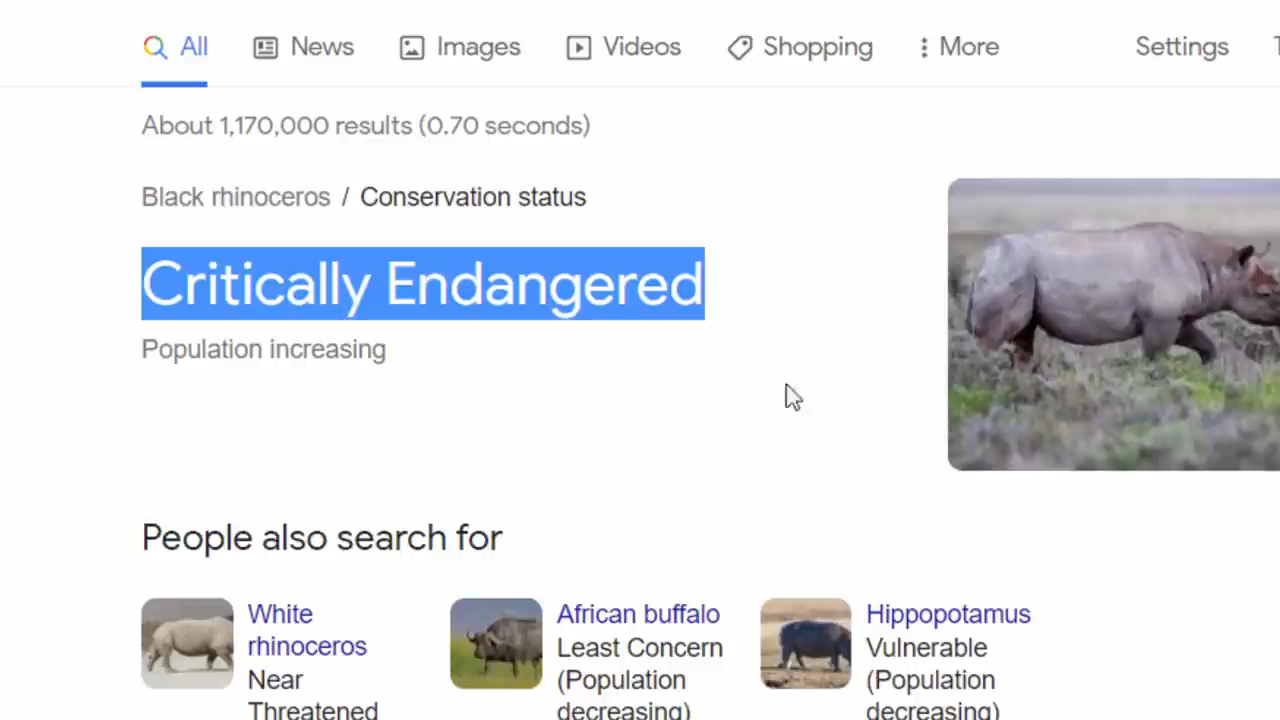 All News Images Videos Shopping More Settings
About 1,170,000 results (0.70 seconds)
Black rhinoceros / Conservation status
Critically Endangered
Population increasing
People also search for
White
rhinoceros
Near
Threatened
African buffalo
Least Concern
(Population
decreasing)
Hippopotamus
Vulnerable
(Population
decreasing)